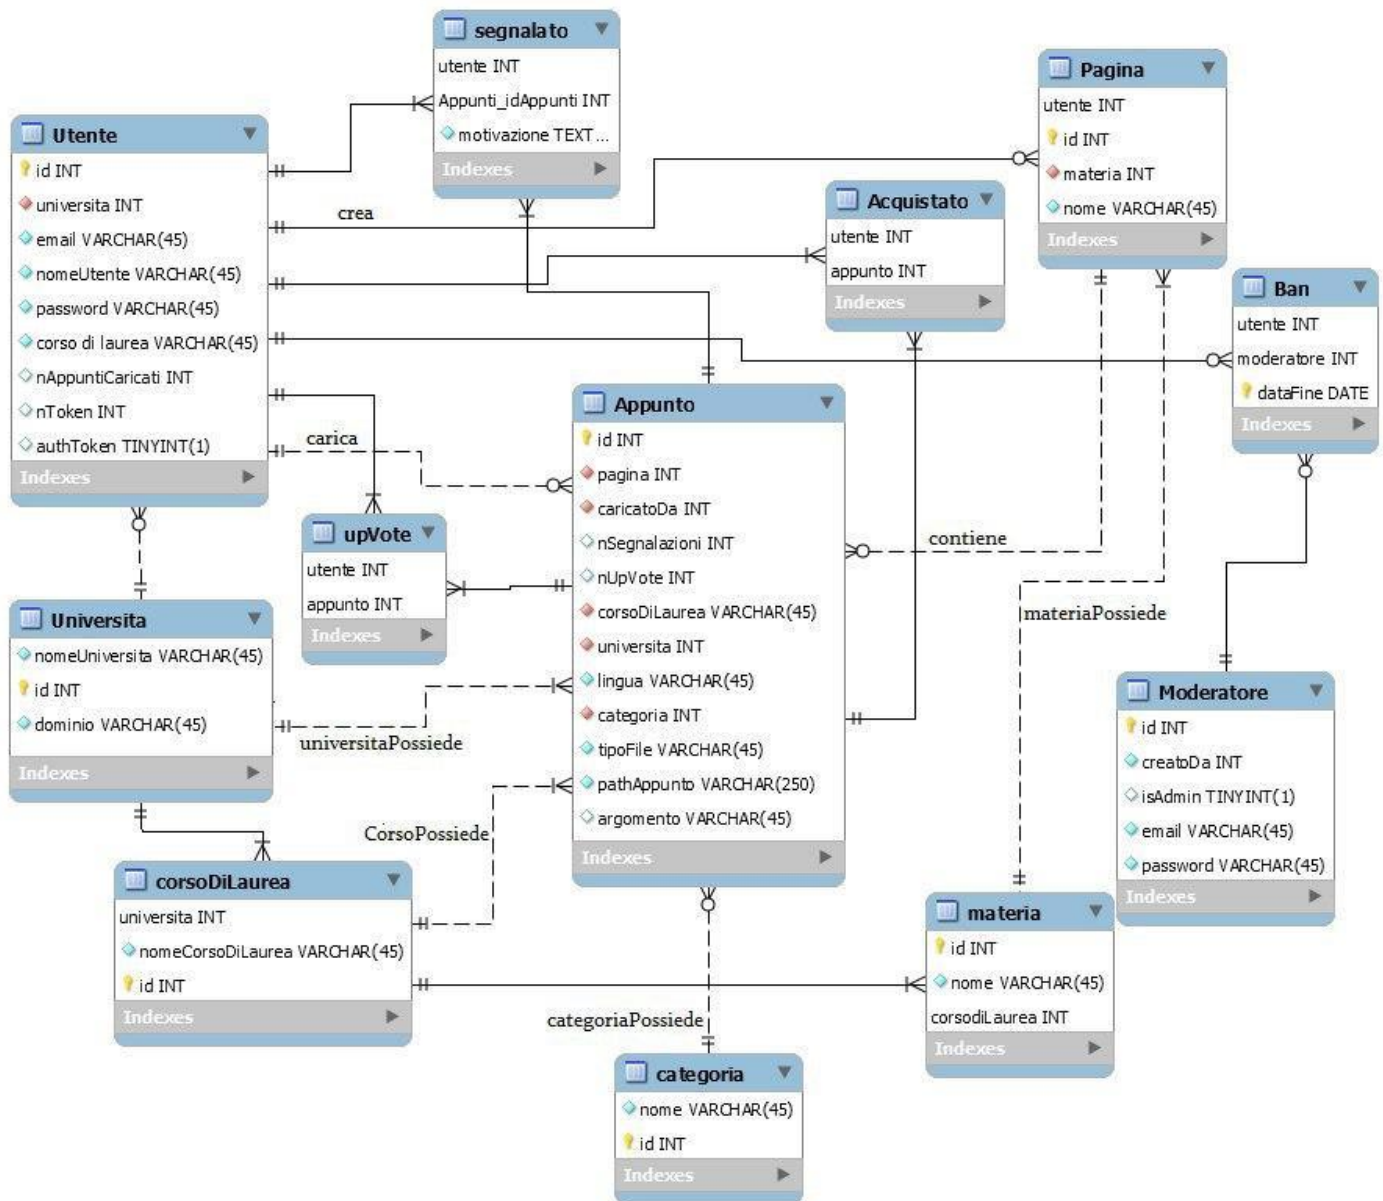 segnalato
utente INT
Appunti_idAppunti INT
motivazione TEXT...
Indexes
Pagina
utente INT
id INT
materia INT
nome VARCHAR(45)
Indexes
Utente
id INT
universita INT
email VARCHAR(45)
nomeUtente VARCHAR(45)
password VARCHAR(45)
corso di laurea VARCHAR(45)
nAppuntiCaricati INT
nToken INT
authToken TINYINT(1)
Indexes
crea
Acquistato
utente INT
appunto INT
Indexes
Ban
utente INT
moderatore INT
dataFine DATE
Indexes
carica
Appunto
id INT
pagina INT
caricatoDa INT
nSegnalazioni INT
nUpVote INT
corsoDiLaurea VARCHAR(45)
universita INT
lingua VARCHAR(45)
categoria INT
tipoFile VARCHAR(45)
pathAppunto VARCHAR(250)
argomento VARCHAR(45)
Indexes
upVote
utente INT
appunto INT
Indexes
contiene
materiaPossiede
Universita
nomeUniversita VARCHAR(45)
id INT
dominio VARCHAR(45)
Indexes
universitaPossiede
Moderatore
id INT
creatoDa INT
isAdmin TINYINT(1)
email VARCHAR(45)
password VARCHAR(45)
Indexes
CorsoPossiede
corsoDiLaurea
universita INT
nomeCorsoDiLaurea VARCHAR(45)
id INT
Indexes
materia
id INT
nome VARCHAR(45)
corsodiLaurea INT
Indexes
categoriaPossiede
categoria
nome VARCHAR(45)
id INT
Indexes